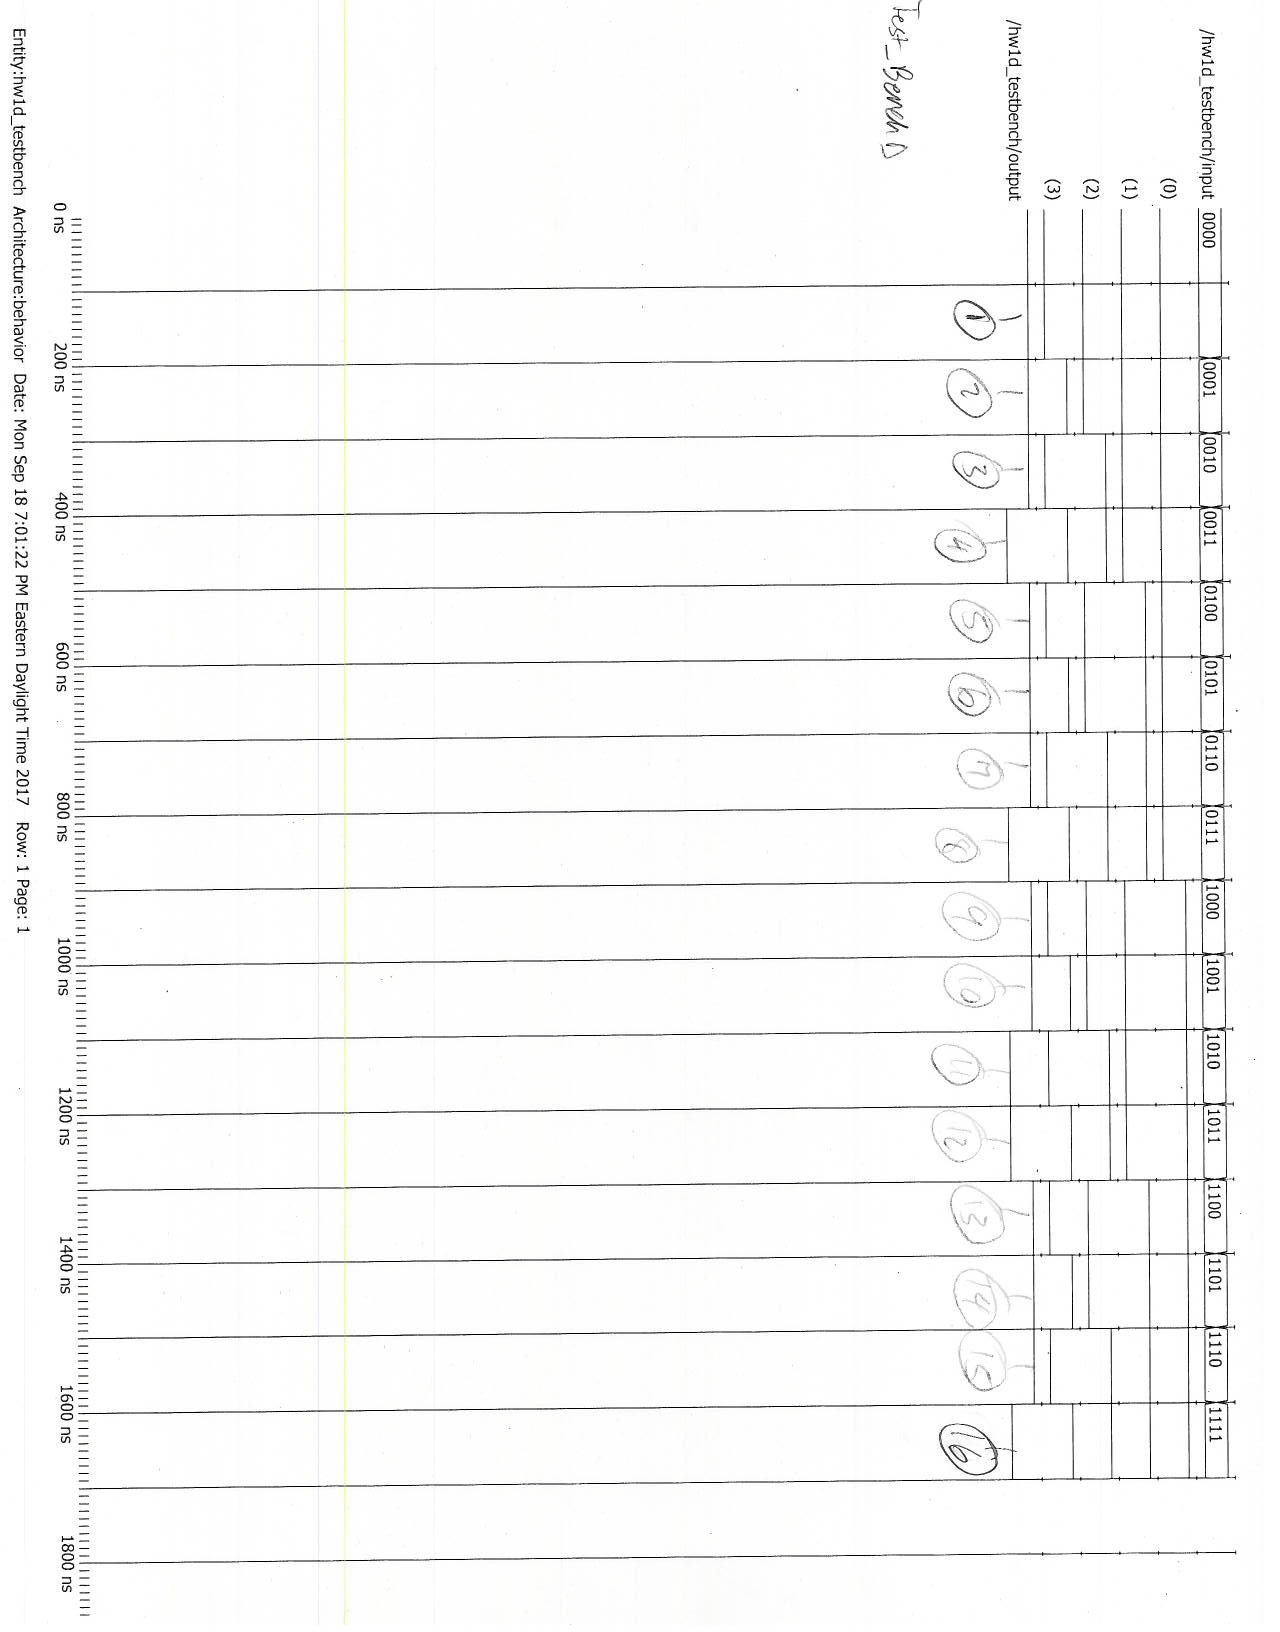 /hw1d_testbench/input 0000 0001 0010 0011 0100 0101 0110 0111 1000 1001 1010 1011 1100 1101 1110 1111
(0)
(1)
(2)
(3)
/hw1d_testbench/output
1 2 3 4 5 6 7 8 9 10 11 12 13 14 15 16
Test_Bench D
0 ns 200 ns 400 ns 600 ns 800 ns 1000 ns 1200 ns 1400 ns 1600 ns 1800 ns
Entity:hw1d_testbench Architecture:behavior Date: Mon Sep 18 7:01:22 PM Eastern Daylight Time 2017 Row: 1 Page: 1